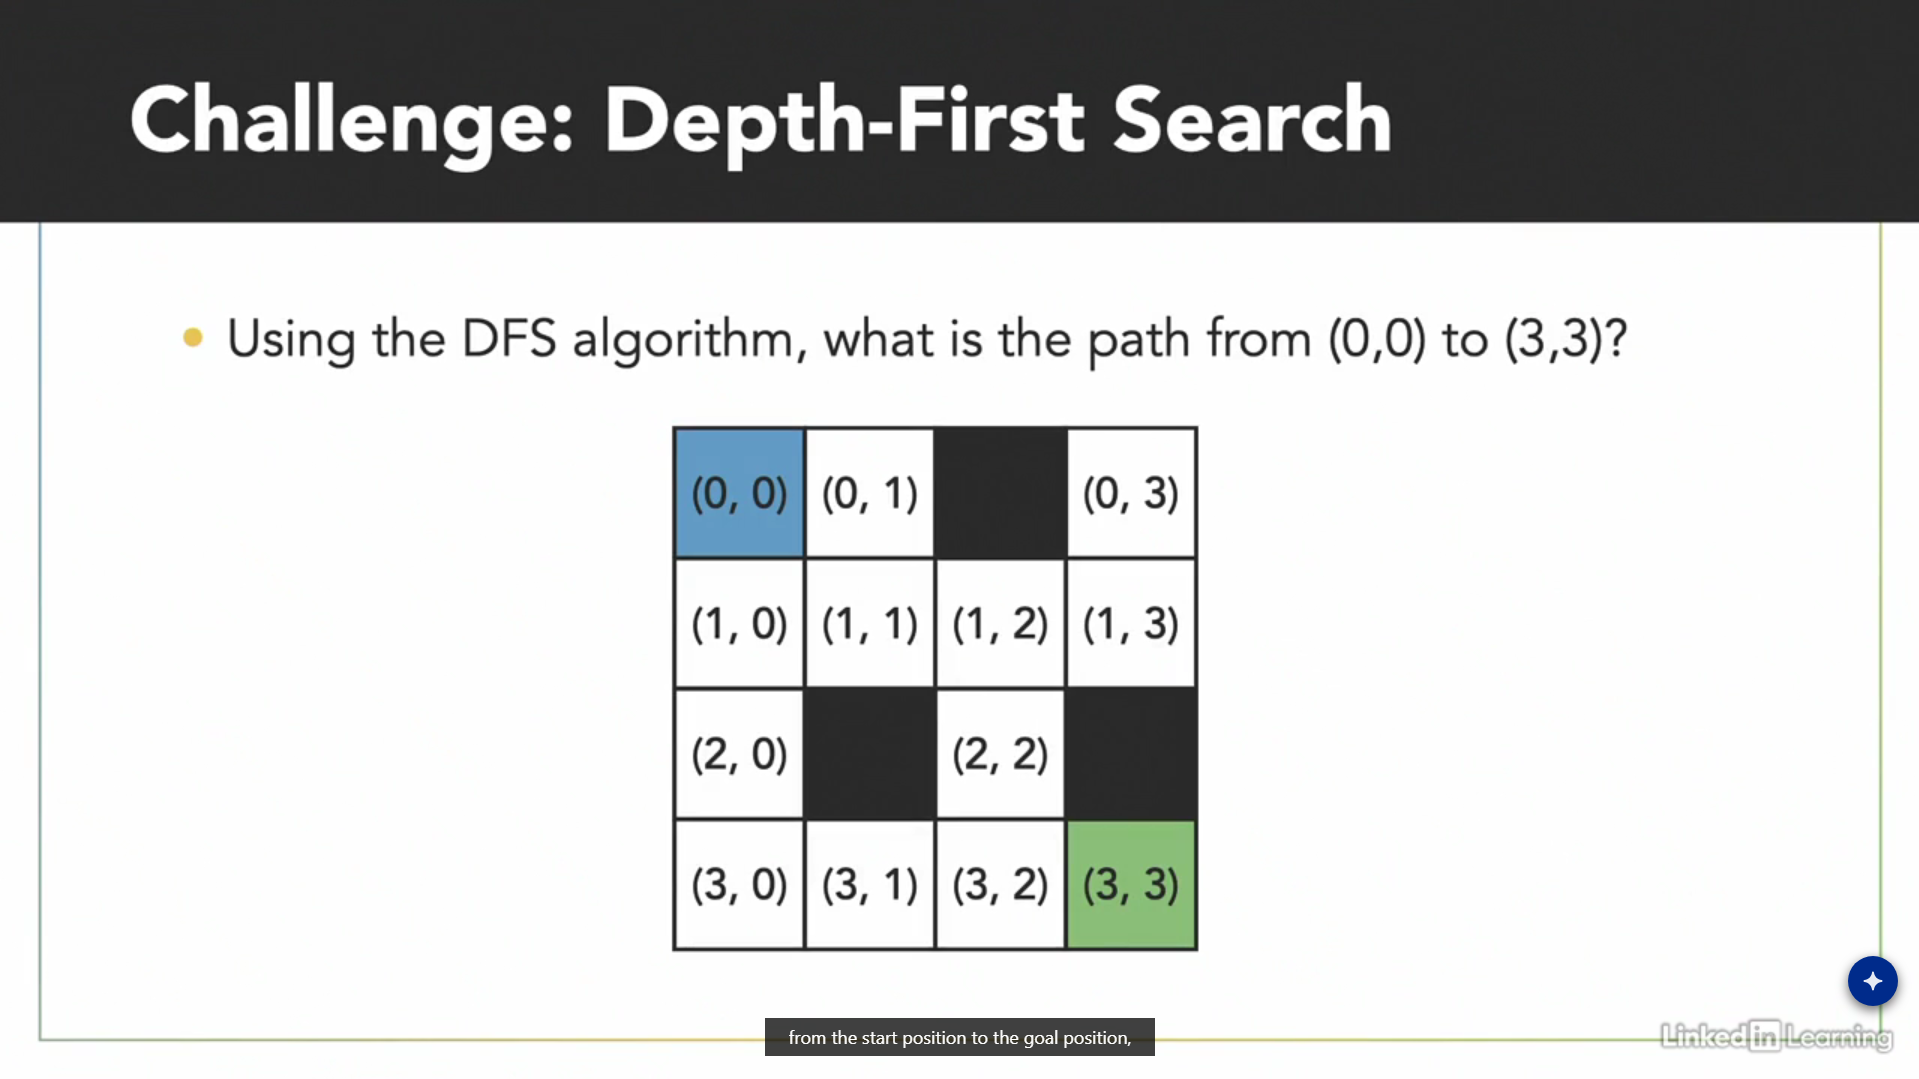 Challenge: Depth-First Search
• Using the DFS algorithm, what is the path from (0,0) to (3,3)?
(0, 0) (0, 1) (0, 3)
(1, 0) (1, 1) (1, 2) (1, 3)
(2, 0) (2, 2)
(3, 0) (3, 1) (3, 2) (3, 3)
from the start position to the goal position,
Linked in Learning